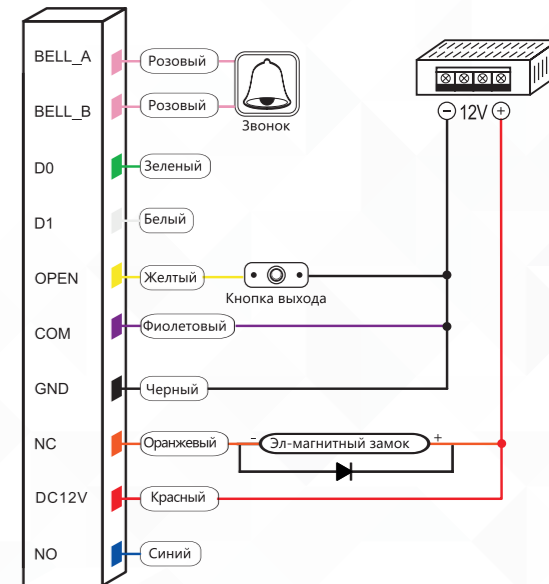 BELL_A
Розовый
BELL_B
Розовый
Звонок
12V
D0
Зеленый
D1
Белый
OPEN
Желтый
Кнопка выхода
COM
Фиолетовый
GND
Черный
NC
Оранжевый
- Эл-магнитный замок +
DC12V
Красный
NO
Синий